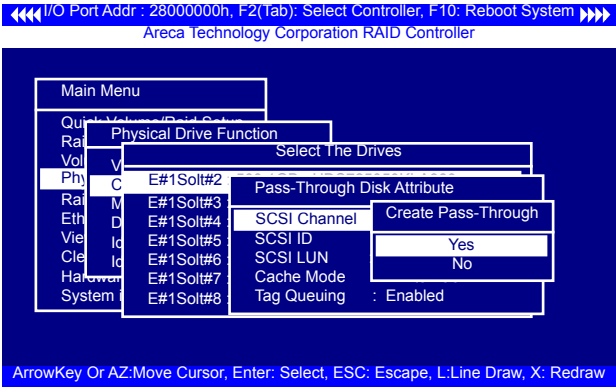 I/O Port Addr : 28000000h, F2(Tab): Select Controller, F10: Reboot System
Areca Technology Corporation RAID Controller
Main Menu
Physical Drive Function
Select The Drives
E#1Solt#2
E#1Solt#3 :
E#1Solt#4 :
E#1Solt#5 :
E#1Solt#6 :
E#1Solt#7 :
E#1Solt#8 :
Pass-Through Disk Attribute
SCSI Channel
SCSI ID
SCSI LUN
Cache Mode
Tag Queuing : Enabled
Create Pass-Through
Yes
No
System i
ArrowKey Or AZ:Move Cursor, Enter: Select, ESC: Escape, L:Line Draw, X: Redraw